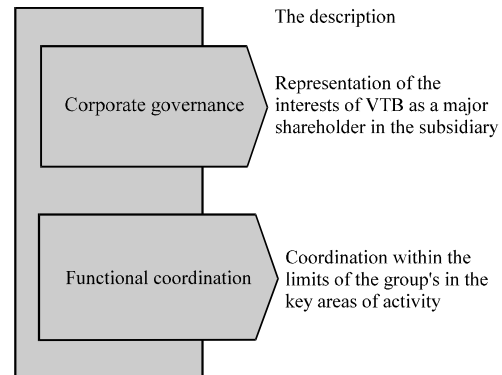 The description
Corporate governance
Representation of the
interests of VTB as a major
shareholder in the subsidiary
Functional coordination
Coordination within the
limits of the group's in the
key areas of activity